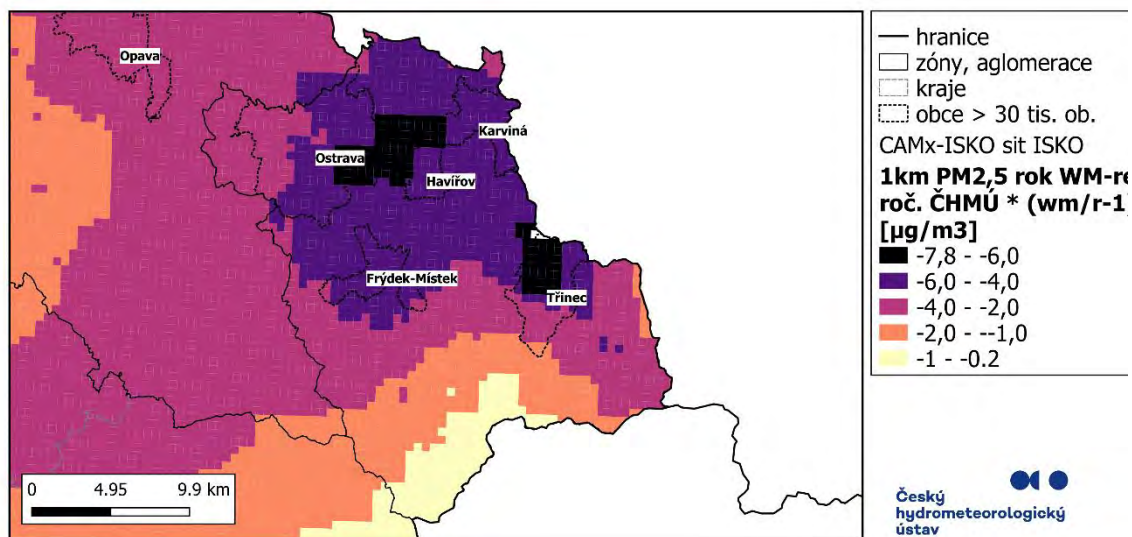 Opava
Karviná
Ostrava
Havířov
Frýdek-Místek
Třinec
0 4.95 9.9 km
hranice
zóny, aglomerace
kraje
obce > 30 tis. ob.
CAMx-ISKO sit ISKO
1km PM2,5 rok WM-re
roč. ČHMÚ * (wm/r-1)
[µg/m3]
-7,8 - -6,0
-6,0 - -4,0
-4,0 - -2,0
-2,0 - --1,0
-1 - -0.2
Český
hydrometeorologický
ústav